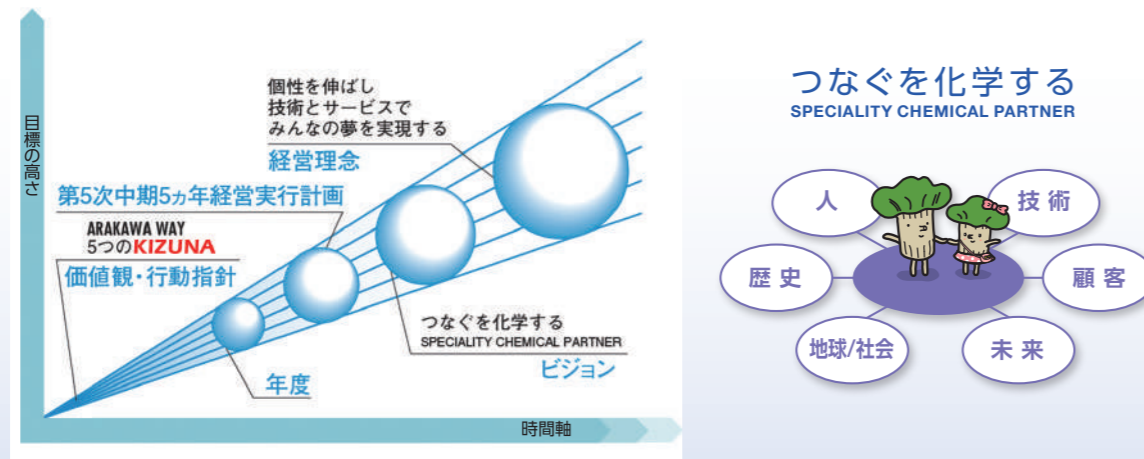 目標の高さ
個性を伸ばし
技術とサービスで
みんなの夢を実現する
経営理念
第5次中期5ヵ年経営実行計画
ARAKAWA WAY
5つのKIZUNA
価値観・行動指針
つなぐを化学する
SPECIALITY CHEMICAL PARTNER
ビジョン
年度
時間軸
つなぐを化学する
SPECIALITY CHEMICAL PARTNER
人
技術
歴史
顧客
地球/社会
未来